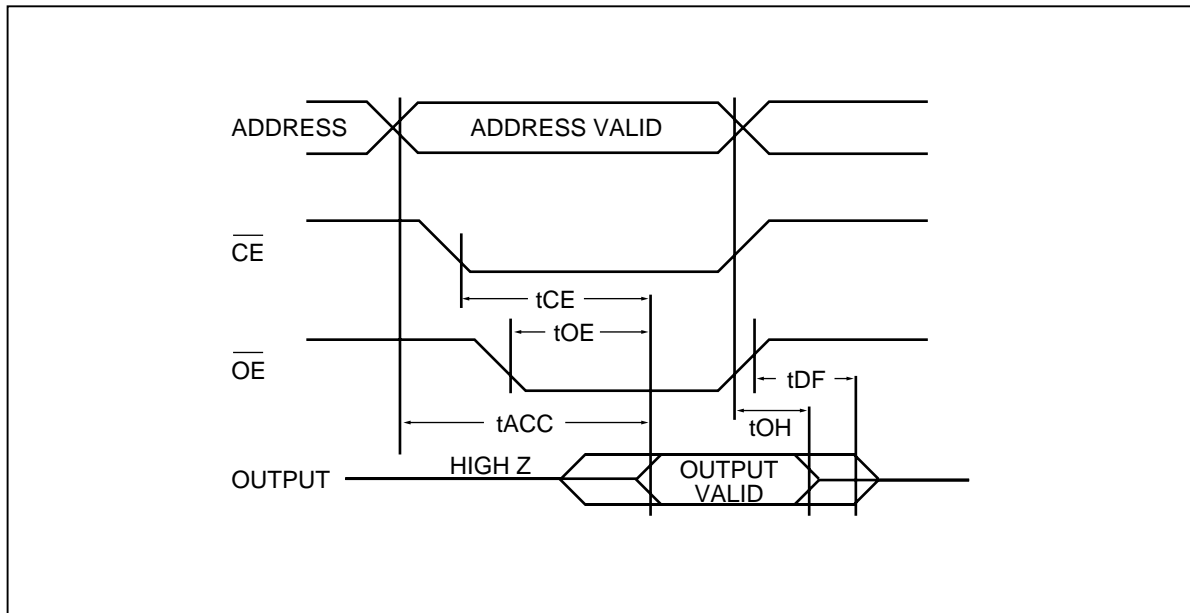 ADDRESS
ADDRESS VALID
CE
tCE
tOE
OE
tDF
tACC
tOH
HIGH Z
OUTPUT
OUTPUT
VALID